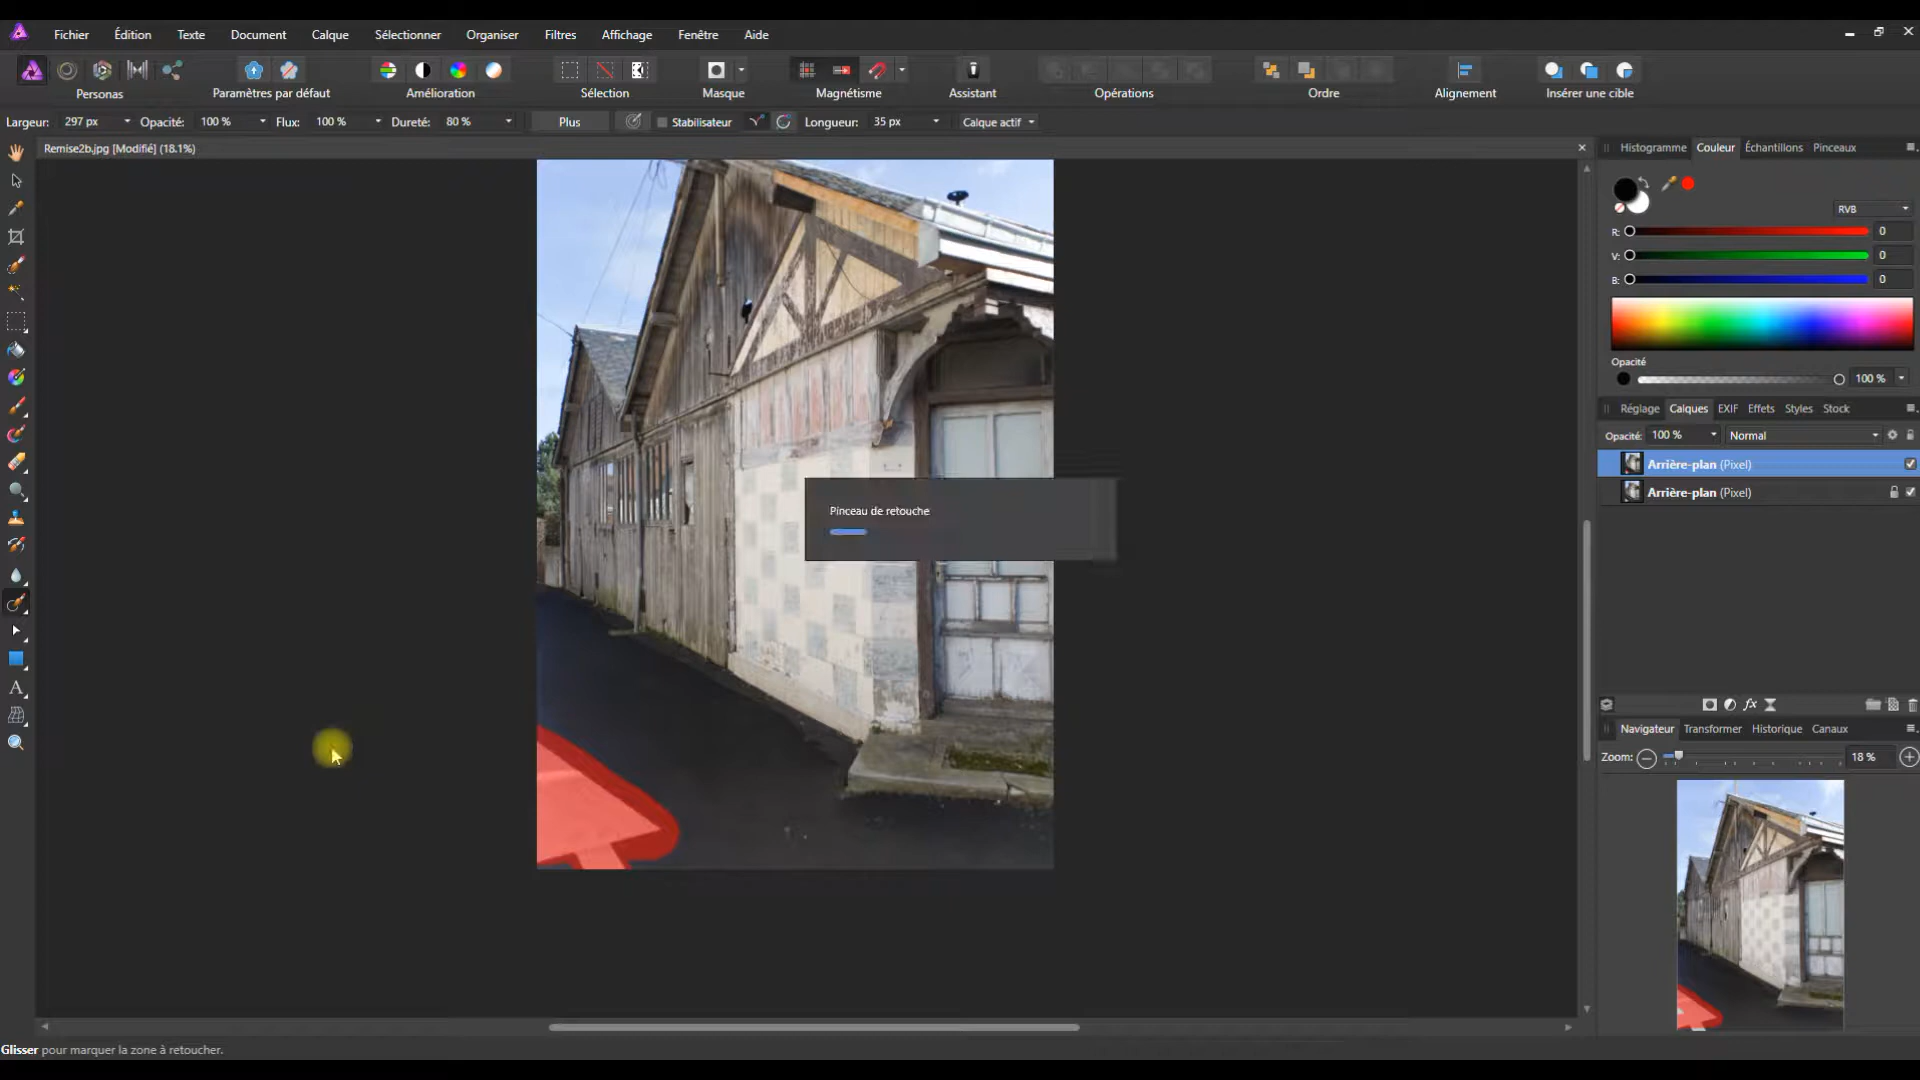 Fichier Édition Texte Document Calque Sélectionner Organiser Filtres Affichage Fenêtre Aide
Personas Paramètres par défaut Amélioration Sélection Masque Magnétisme Assistant Opérations Ordre Alignement Insérer une cible
Largeur: 297 px Opacité: 100 % Flux: 100 % Dureté: 80 % Plus Stabilisateur Longueur: 35 px Calque actif
Remise2b.jpg [Modifié] (18.1%)
Histogramme Couleur Échantillons Pinceaux
RVB
R: 0
V: 0
B: 0
Opacité
100 %
Réglage Calques EXIF Effets Styles Stock
Opacité: 100 % Normal
Arrière-plan (Pixel)
Arrière-plan (Pixel)
Pinceau de retouche
fx
Navigateur Transformer Historique Canaux
Zoom: 18 %
A
Glisser pour marquer la zone à retoucher.